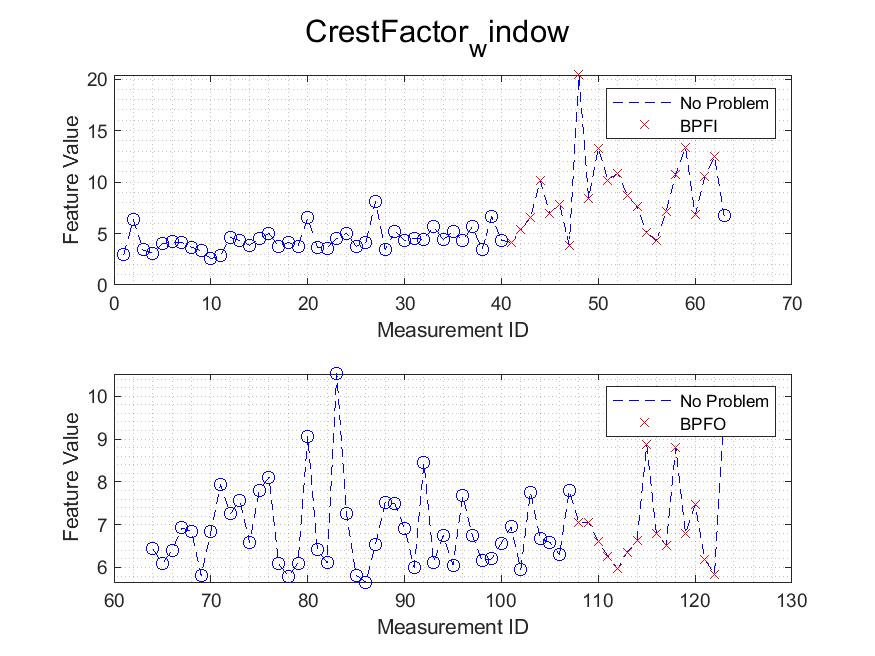 CrestFactor_window
20
15
10
5
0
Feature Value
No Problem
BPFI
0 10 20 30 40 50 60 70
Measurement ID
10
9
8
7
6
Feature Value
No Problem
BPFO
60 70 80 90 100 110 120 130
Measurement ID